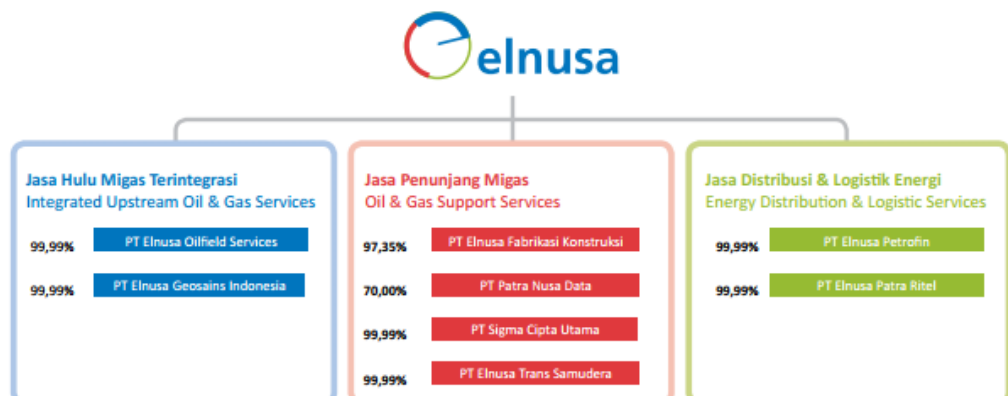 elnusa
Jasa Hulu Migas Terintegrasi
Integrated Upstream Oil & Gas Services
99,99% PT Elnusa Oilfield Services
99,99% PT Elnusa Geosains Indonesia
Jasa Penunjang Migas
Oil & Gas Support Services
97,35% PT Elnusa Fabrikasi Konstruksi
70,00% PT Patra Nusa Data
99,99% PT Sigma Cipta Utama
99,99% PT Elnusa Trans Samudera
Jasa Distribusi & Logistik Energi
Energy Distribution & Logistic Services
99,99% PT Elnusa Petrofin
99,99% PT Elnusa Patra Ritel